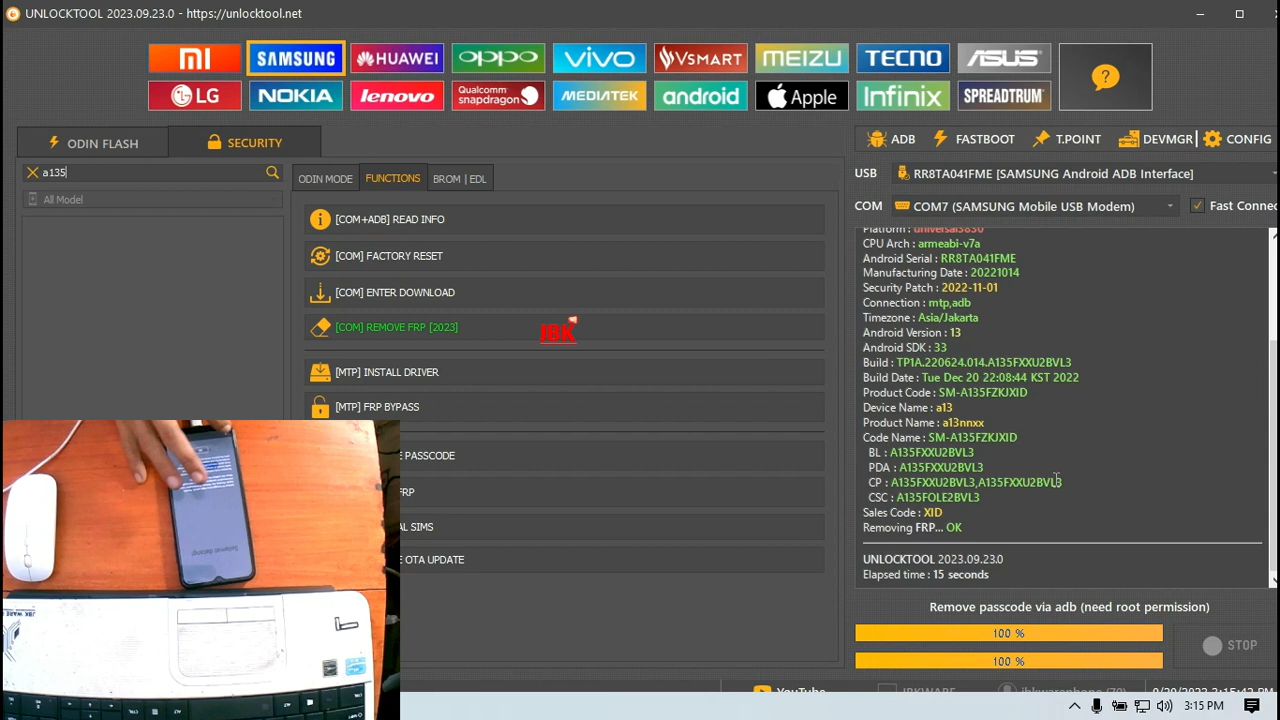 UNLOCKTOOL 2023.09.23.0 - https://unlocktool.net
MI SAMSUNG HUAWEI OPPO VIVO VSMART MEIZU TECNO ASUS ?
LG NOKIA lenovo Qualcomm snapdragon MEDIATEK android Apple Infinix SPREADTRUM
ODIN FLASH SECURITY
ADB FASTBOOT T.POINT DEVMGR CONFIG
a135
All Model
ODIN MODE FUNCTIONS BROM | EDL
[COM+ADB] READ INFO
[COM] FACTORY RESET
[COM] ENTER DOWNLOAD
[COM] REMOVE FRP [2023]
JBK
[MTP] INSTALL DRIVER
[MTP] FRP BYPASS
PASSCODE
FRP
SIMS
OTA UPDATE
USB RR8TA041FME [SAMSUNG Android ADB Interface]
COM COM7 (SAMSUNG Mobile USB Modem) Fast Connec
Platform : universal3830
CPU Arch : armeabi-v7a
Android Serial : RR8TA041FME
Manufacturing Date : 20221014
Security Patch : 2022-11-01
Connection : mtp,adb
Timezone : Asia/Jakarta
Android Version : 13
Android SDK : 33
Build : TP1A.220624.014.A135FXXU2BVL3
Build Date : Tue Dec 20 22:08:44 KST 2022
Product Code : SM-A135FZKJXID
Device Name : a13
Product Name : a13nnxx
Code Name : SM-A135FZKJXID
BL : A135FXXU2BVL3
PDA : A135FXXU2BVL3
CP : A135FXXU2BVL3,A135FXXU2BVL3
CSC : A135FOLE2BVL3
Sales Code : XID
Removing FRP... OK
UNLOCKTOOL 2023.09.23.0
Elapsed time : 15 seconds
Remove passcode via adb (need root permission)
100 %
100 %
STOP
YouTube
3:15 PM